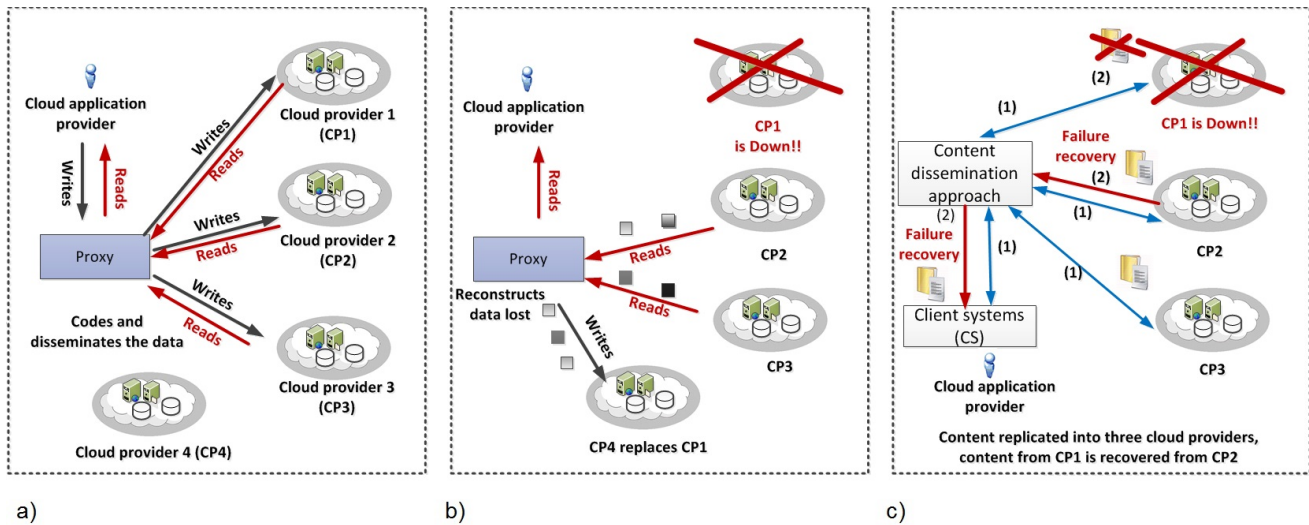 Cloud application
provider
Writes
Reads
Writes
Reads
Cloud provider 1
(CP1)
Writes
Reads
Cloud provider 2
(CP2)
Proxy
Writes
Reads
Codes and
disseminates the data
Cloud provider 3
(CP3)
Cloud provider 4 (CP4)
a)
Cloud application
provider
CP1
is Down!!
Reads
Reads
CP2
Proxy
Reads
Reconstructs
data lost
Writes
CP3
CP4 replaces CP1
b)
(2)
(1)
CP1 is Down!!
Content
dissemination
approach
Failure
recovery
(2)
(1)
CP2
(2)
Failure
recovery
(1)
(1)
Client systems
(CS)
CP3
Cloud application
provider
Content replicated into three cloud providers,
content from CP1 is recovered from CP2
c)